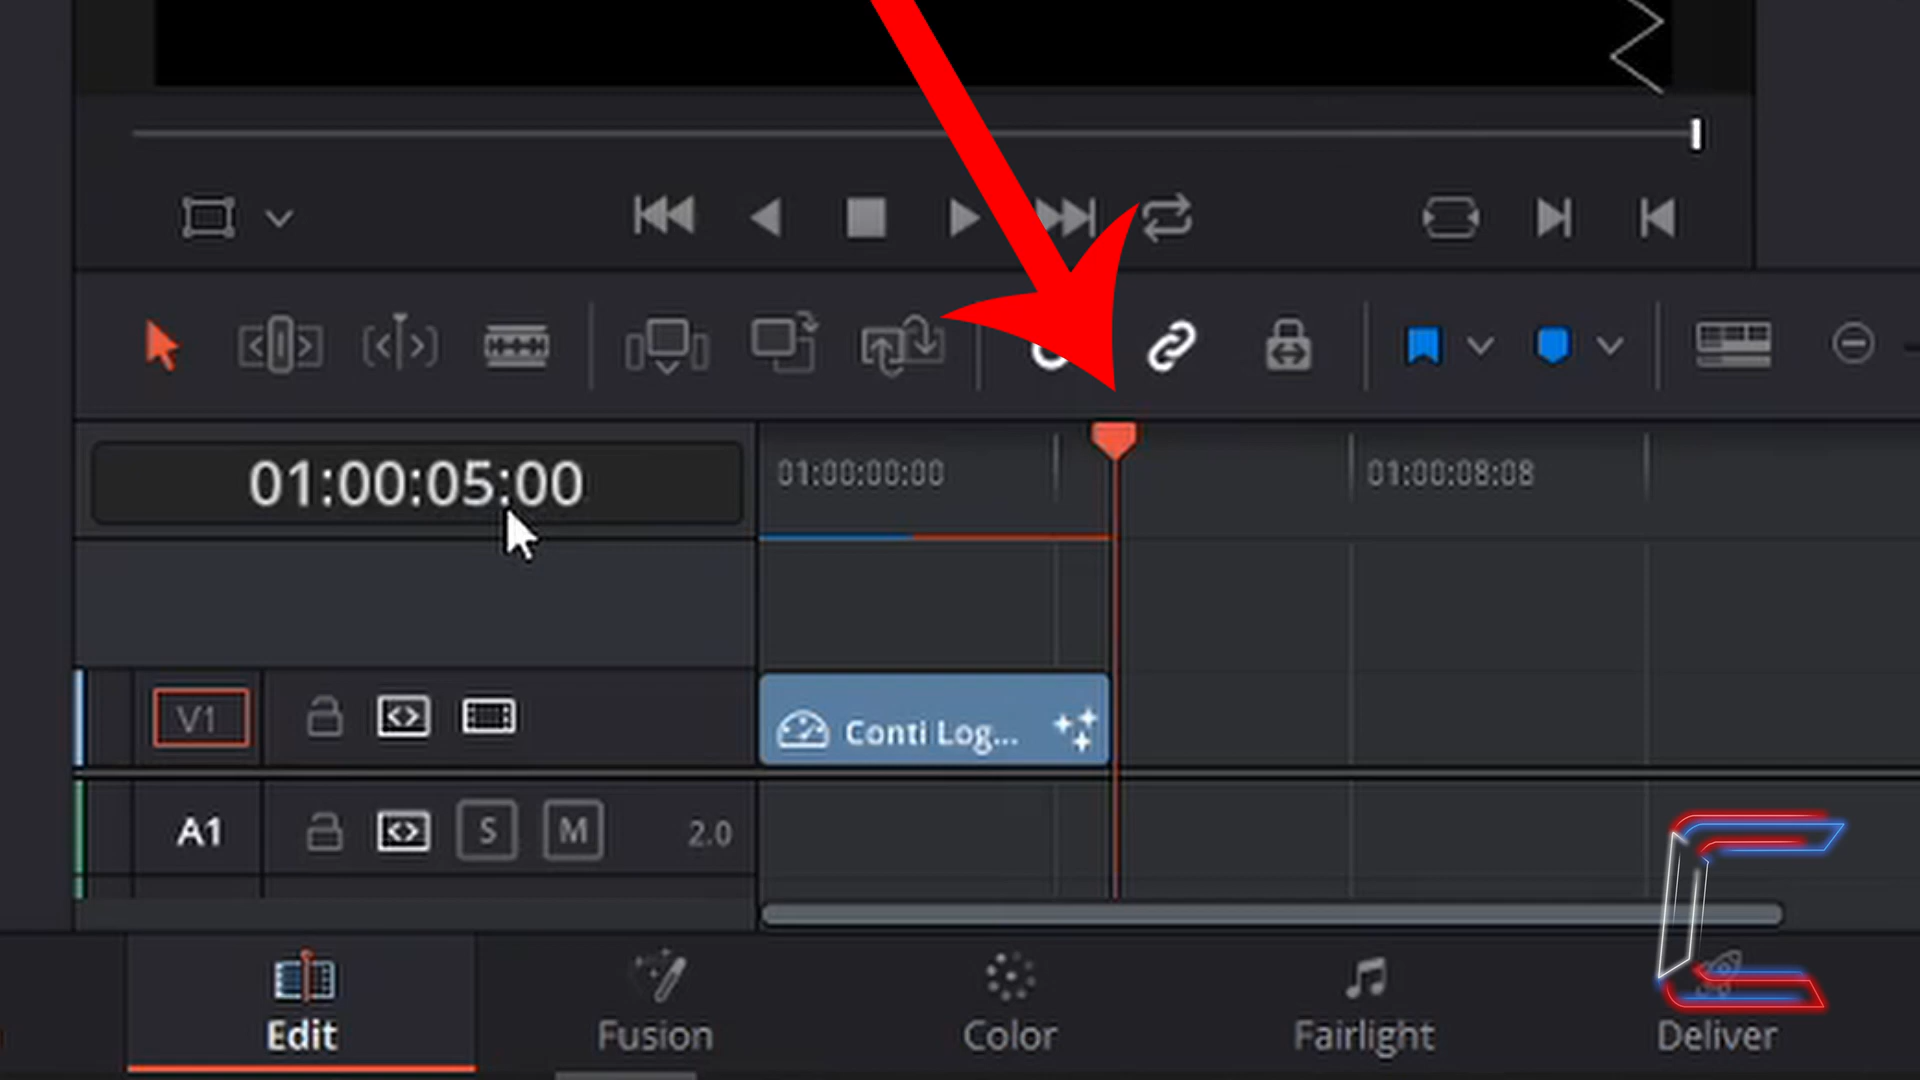 01:00:05:00
01:00:00:00
01:00:08:08
V1
Conti Log...
A1
S
M
2.0
Edit
Fusion
Color
Fairlight
Deliver